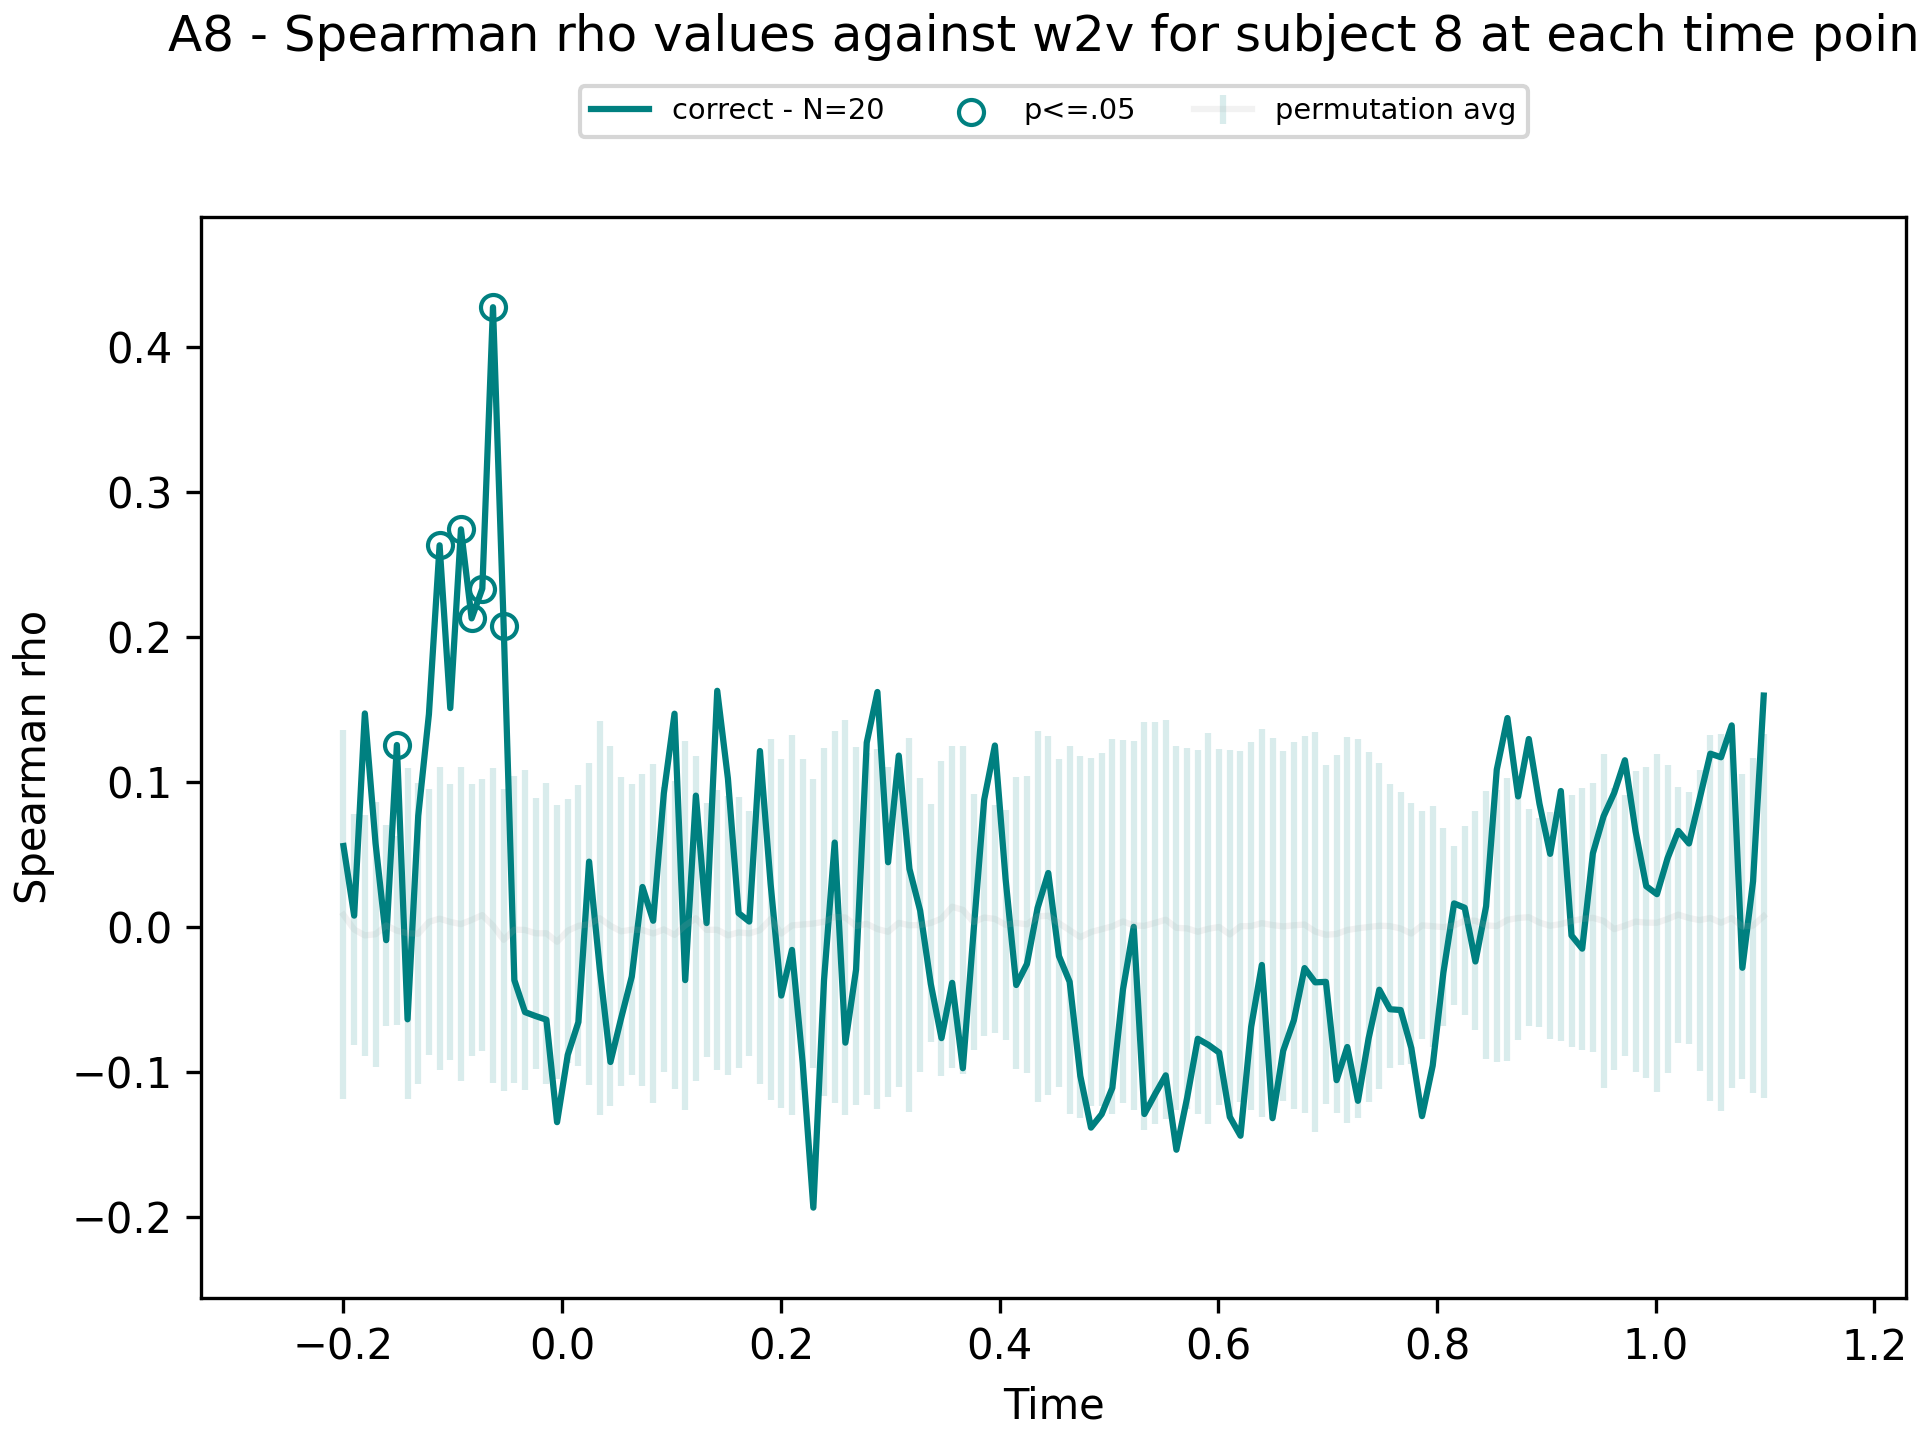 A8 - Spearman rho values against w2v for subject 8 at each time poin
correct - N=20 p<=.05 permutation avg
Spearman rho
0.4
0.3
0.2
0.1
0.0
−0.1
−0.2
−0.2 0.0 0.2 0.4 0.6 0.8 1.0 1.2
Time